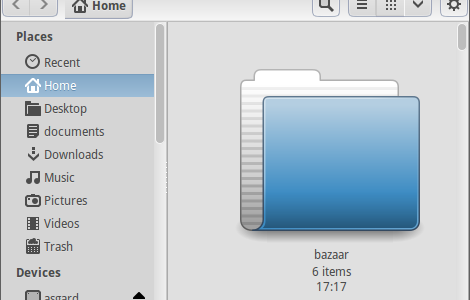 Home
Places
Recent
Home
Desktop
documents
Downloads
Music
Pictures
Videos
Trash
Devices
asgard
bazaar
6 items
17:17